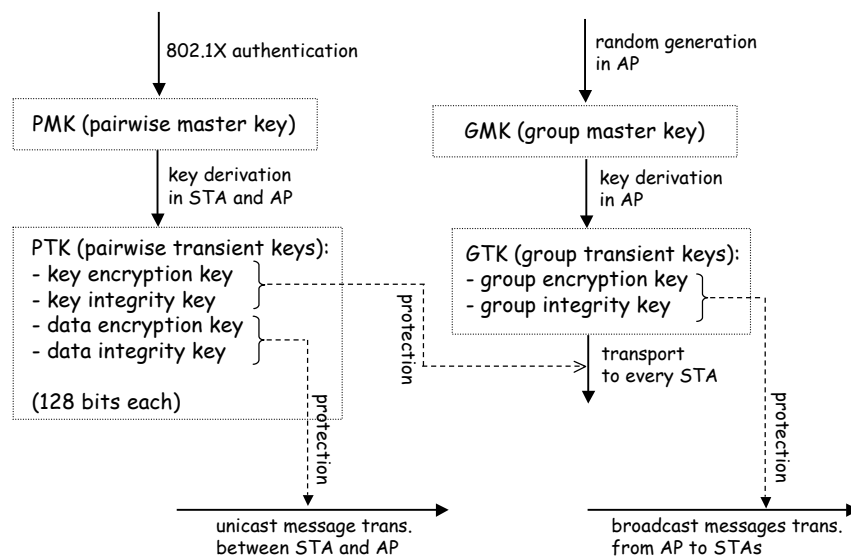 802.1X authentication
PMK (pairwise master key)
key derivation
in STA and AP
PTK (pairwise transient keys):
- key encryption key
- key integrity key
- data encryption key
- data integrity key
(128 bits each)
protection
unicast message trans.
between STA and AP
protection
random generation
in AP
GMK (group master key)
key derivation
in AP
GTK (group transient keys):
- group encryption key
- group integrity key
transport
to every STA
protection
broadcast messages trans.
from AP to STAs